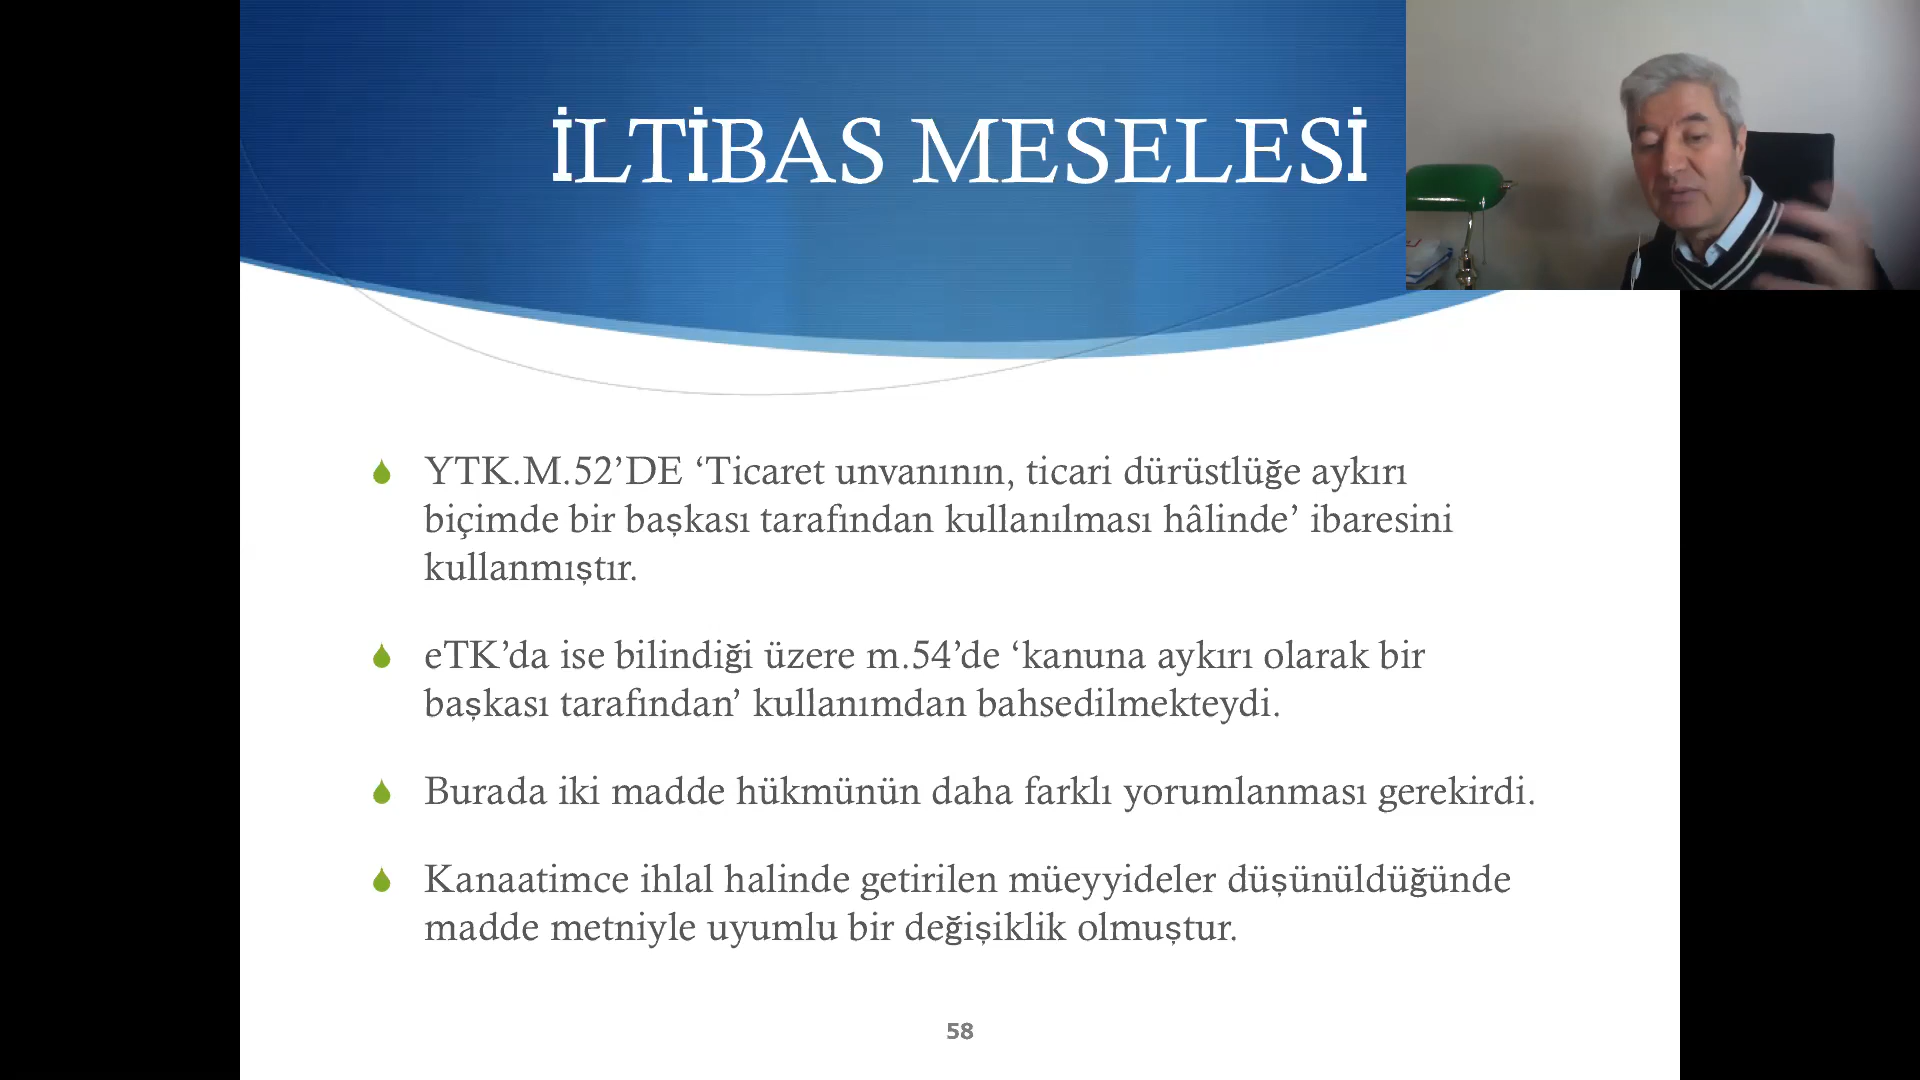 İLTİBAS MESELESİ
YTK.M.52’DE ‘Ticaret unvanının, ticari dürüstlüğe aykırı
biçimde bir başkası tarafından kullanılması hâlinde’ ibaresini
kullanmıştır.
eTK’da ise bilindiği üzere m.54’de ‘kanuna aykırı olarak bir
başkası tarafından’ kullanımdan bahsedilmekteydi.
Burada iki madde hükmünün daha farklı yorumlanması gerekirdi.
Kanaatimce ihlal halinde getirilen müeyyideler düşünüldüğünde
madde metniyle uyumlu bir değişiklik olmuştur.
58